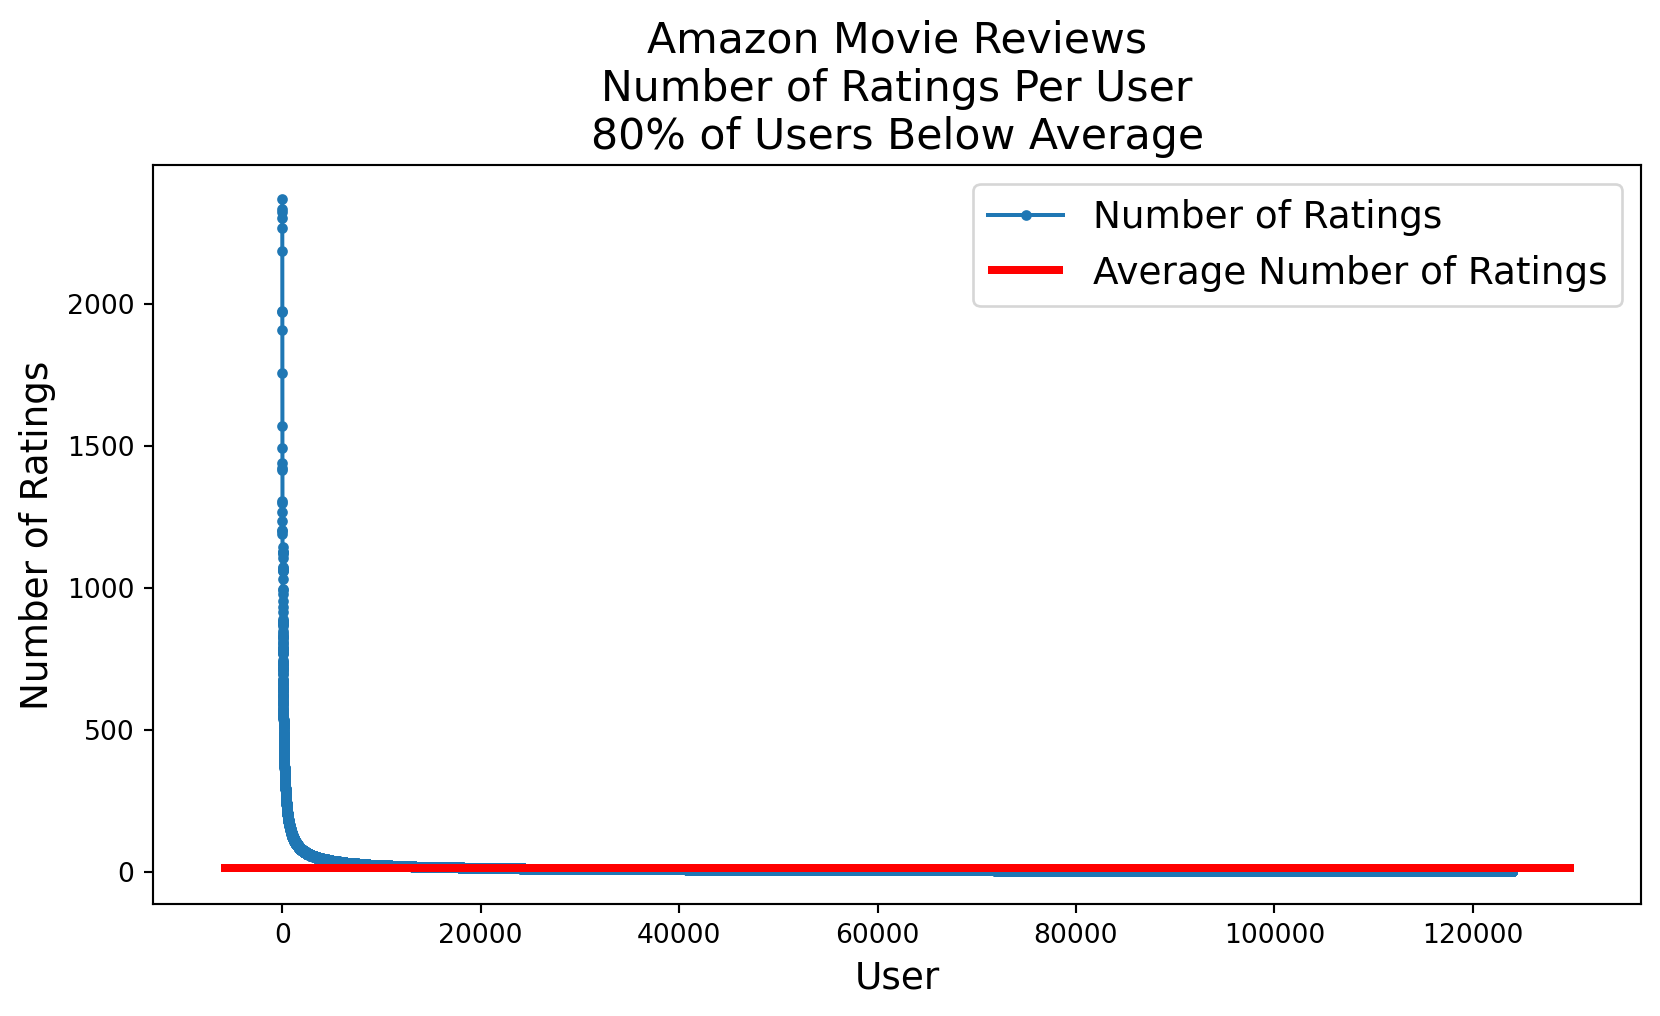 Amazon Movie Reviews
Number of Ratings Per User
80% of Users Below Average
Number of Ratings
Average Number of Ratings
Number of Ratings
2000
1500
1000
500
0
0 20000 40000 60000 80000 100000 120000
User